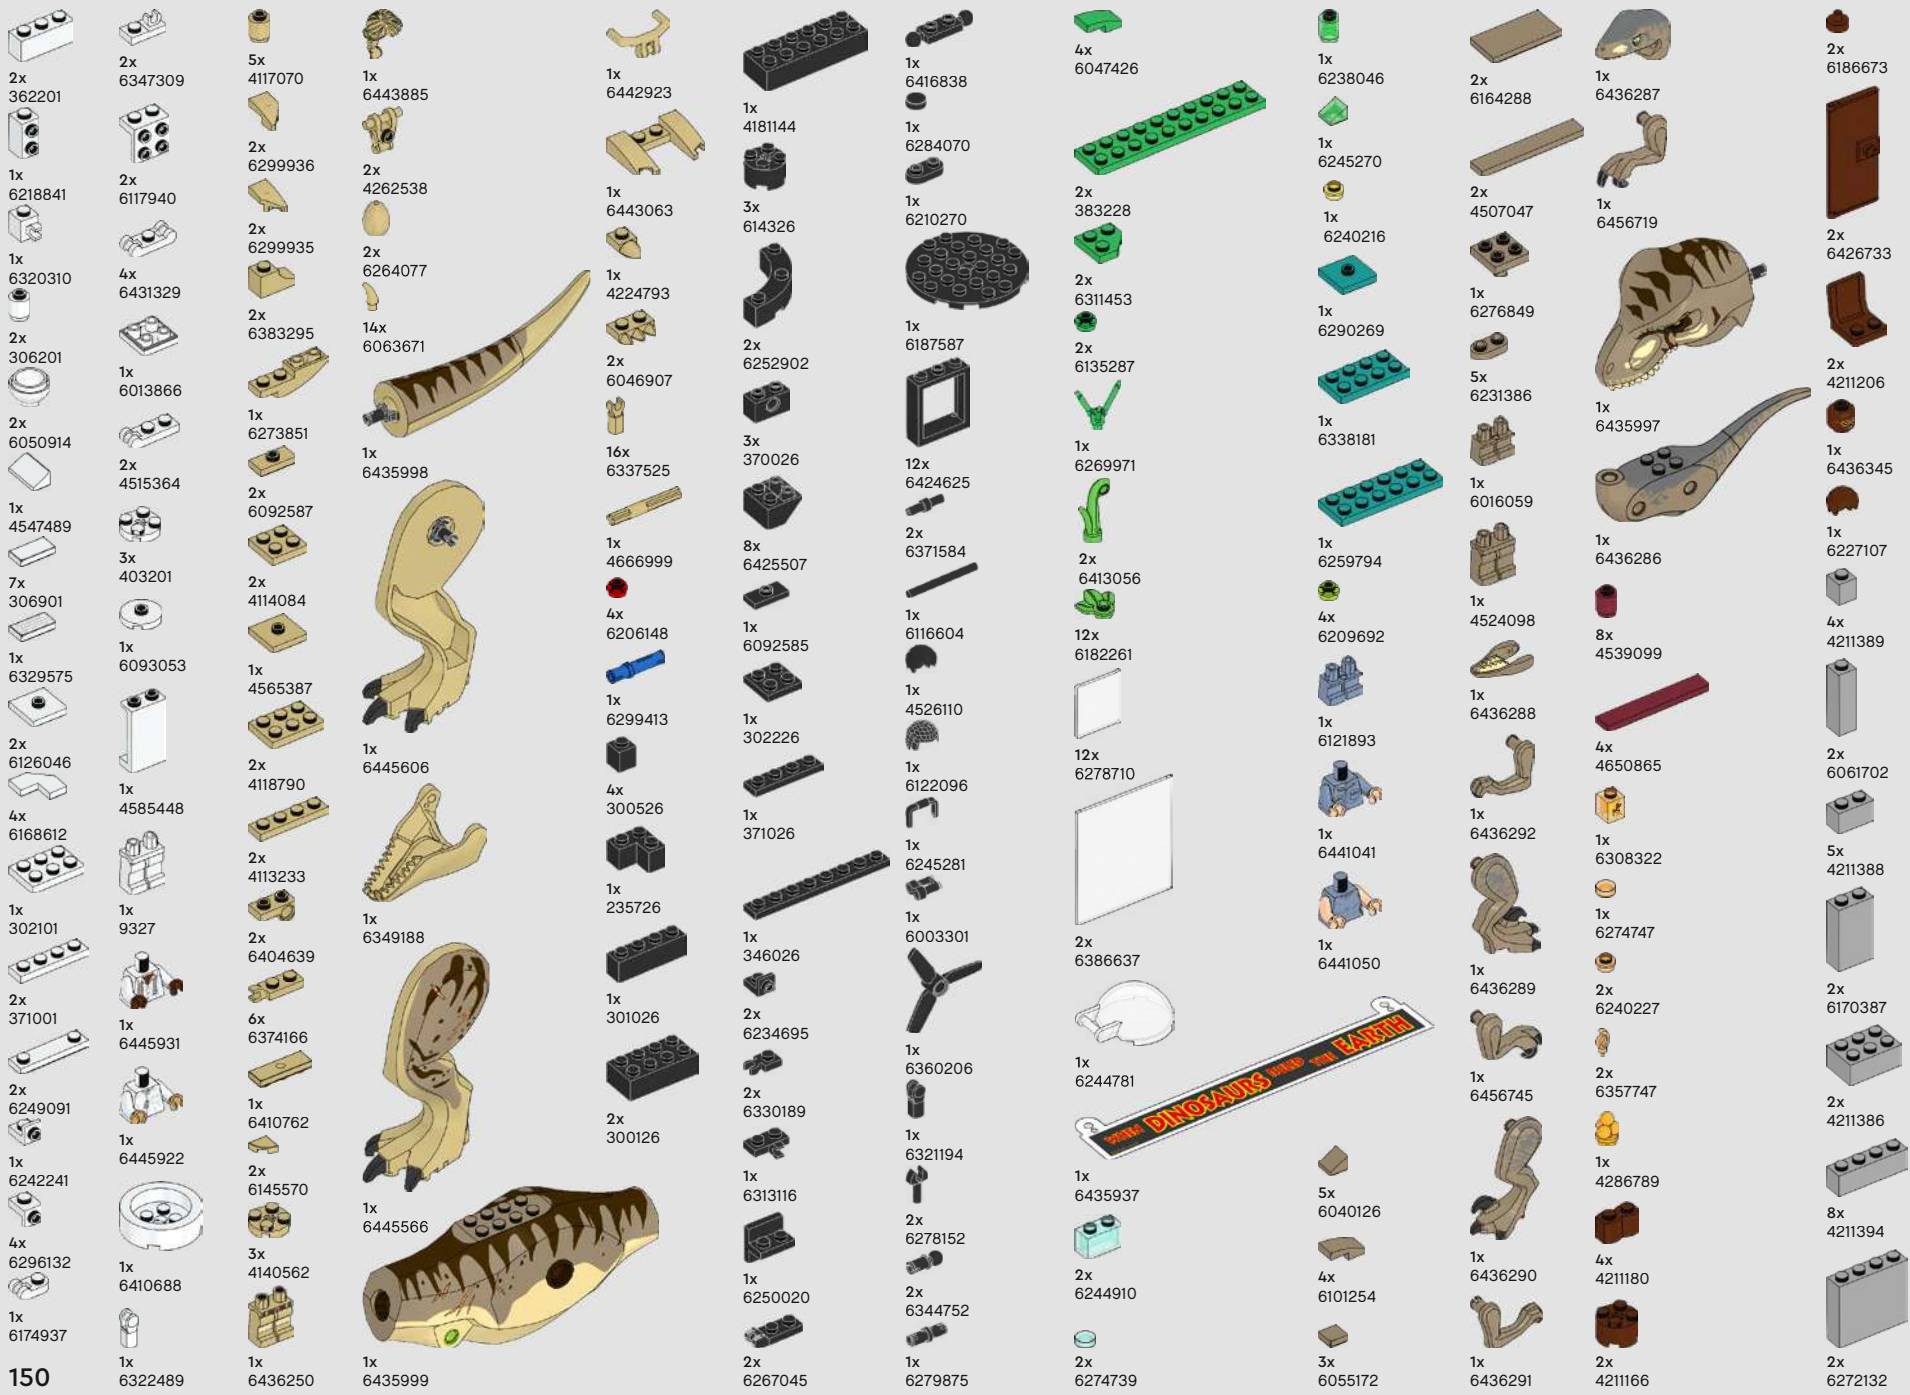 2x
362201
1x
6218841
1x
6320310
2x
306201
2x
6050914
1x
4547489
7x
306901
1x
6329575
2x
6126046
4x
6168612
1x
302101
2x
371001
2x
6249091
1x
6242241
4x
6296132
1x
6174937
150
2x
6347309
2x
6117940
4x
6431329
1x
6013866
2x
4515364
3x
403201
1x
6093053
1x
4585448
1x
9327
1x
6445931
1x
6445922
1x
6410688
1x
6322489
5x
4117070
2x
6299936
2x
6299935
2x
6383295
1x
6273851
2x
6092587
2x
4114084
1x
4565387
2x
4118790
2x
4113233
2x
6404639
6x
6374166
1x
6410762
2x
6145570
3x
4140562
1x
6436250
1x
6443885
2x
4262538
2x
6264077
14x
6063671
1x
6435998
1x
6445606
1x
6349188
1x
6445566
1x
6435999
1x
6442923
1x
6443063
1x
4224793
2x
6046907
16x
6337525
1x
4666999
4x
6206148
1x
6299413
4x
300526
1x
235726
1x
301026
2x
300126
1x
4181144
3x
614326
2x
6252902
3x
370026
8x
6425507
1x
6092585
1x
302226
1x
371026
1x
346026
2x
6234695
2x
6330189
1x
6313116
1x
6250020
2x
6267045
1x
6416838
1x
6284070
1x
6210270
1x
6187587
12x
6424625
2x
6371584
1x
6116604
1x
4526110
1x
6122096
1x
6245281
1x
6003301
1x
6360206
1x
6321194
2x
6278152
2x
6344752
1x
6279875
4x
6047426
2x
383228
2x
6311453
2x
6135287
1x
6269971
2x
6413056
12x
6182261
12x
6278710
2x
6386637
1x
6244781
WHEN DINOSAURS RULED THE EARTH
1x
6435937
2x
6244910
2x
6274739
1x
6238046
1x
6245270
1x
6240216
1x
6290269
1x
6338181
1x
6259794
4x
6209692
1x
6121893
1x
6441041
1x
6441050
5x
6040126
4x
6101254
3x
6055172
2x
6164288
2x
4507047
1x
6276849
5x
6231386
1x
6016059
1x
4524098
1x
6436288
1x
6436292
1x
6436289
1x
6456745
1x
6436290
1x
6436291
1x
6436287
1x
6456719
1x
6435997
1x
6436286
8x
4539099
4x
4650865
1x
6308322
1x
6274747
2x
6240227
2x
6357747
1x
4286789
4x
4211180
2x
4211166
2x
6186673
2x
6426733
2x
4211206
1x
6436345
1x
6227107
4x
4211389
2x
6061702
5x
4211388
2x
6170387
2x
4211386
8x
4211394
2x
6272132